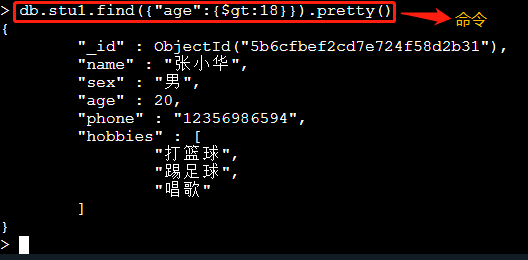 > db.stu1.find({"age":{$gt:18}}).pretty() 命令
{
"_id" : ObjectId("5b6cfbef2cd7e724f58d2b31"),
"name" : "张小华",
"sex" : "男",
"age" : 20,
"phone" : "12356986594",
"hobbies" : [
"打篮球",
"踢足球",
"唱歌"
]
}
>